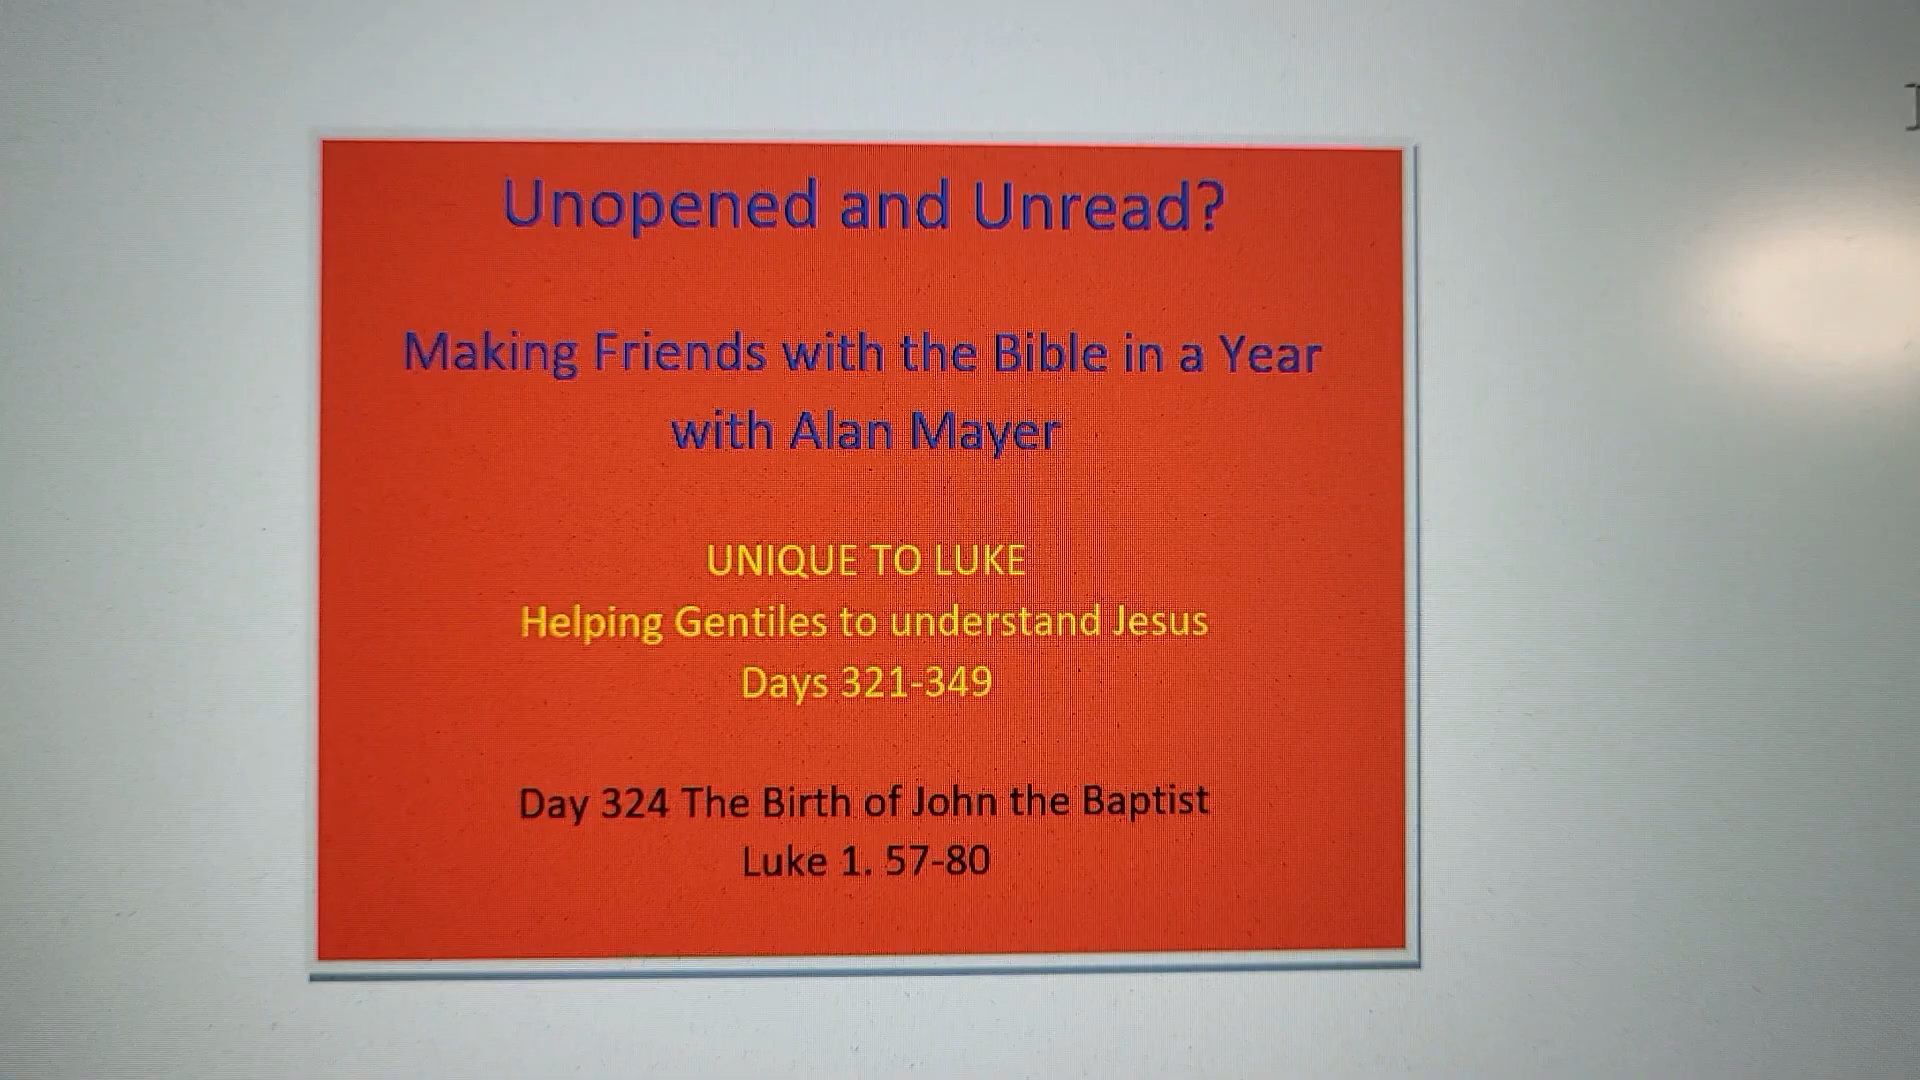 Unopened and Unread?
Making Friends with the Bible in a Year
with Alan Mayer
UNIQUE TO LUKE
Helping Gentiles to understand Jesus
Days 321-349
Day 324 The Birth of John the Baptist
Luke 1. 57-80